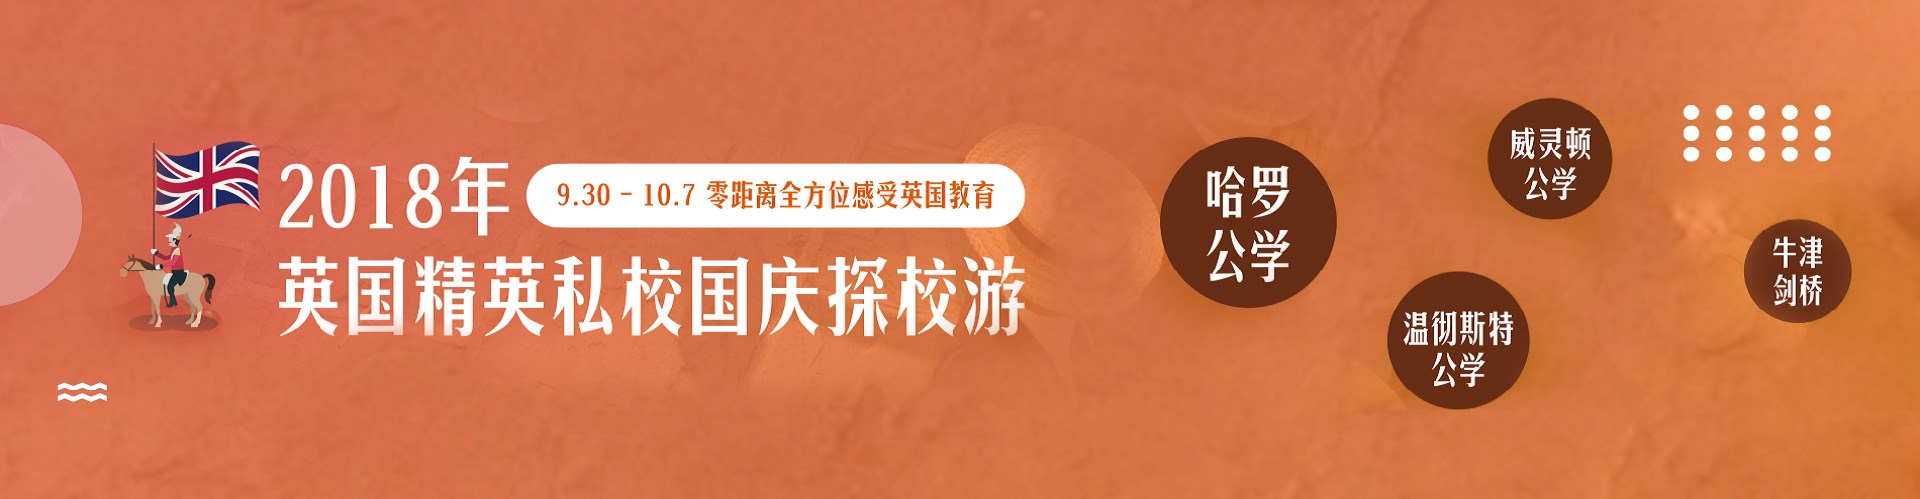 2018年
9.30 - 10.7 零距离全方位感受英国教育
英国精英私校国庆探校游
哈罗
公学
威灵顿
公学
温彻斯特
公学
牛津
剑桥